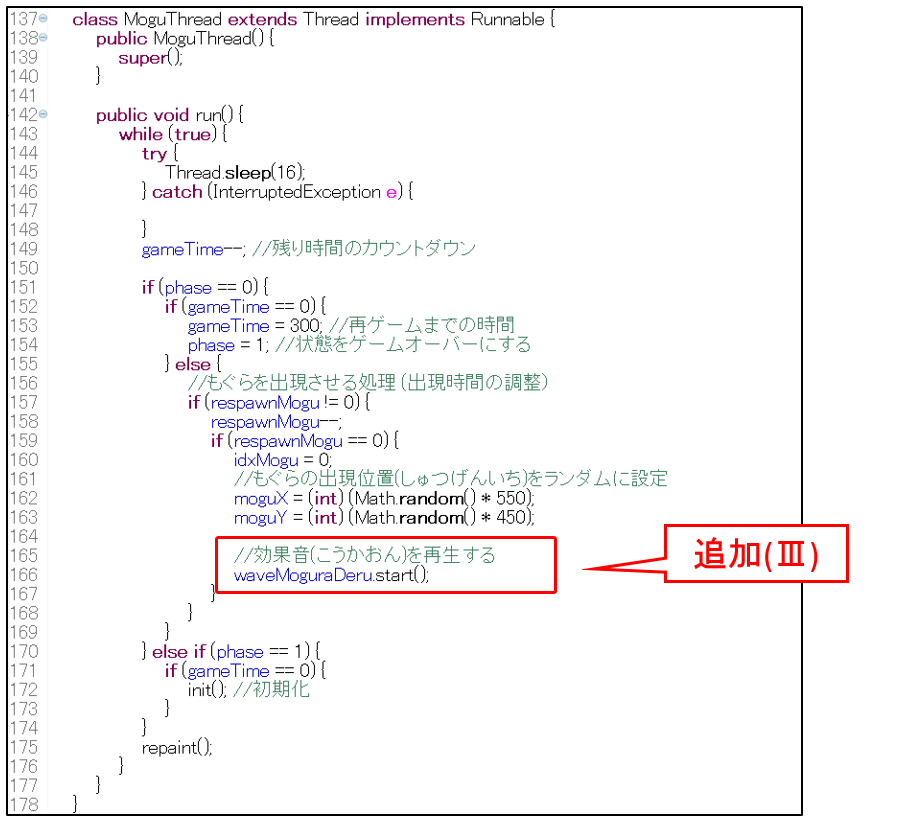 137 class MoguThread extends Thread implements Runnable {
138 public MoguThread() {
139 super();
140 }
141
142 public void run() {
143 while (true) {
144 try {
145 Thread.sleep(16);
146 } catch (InterruptedException e) {
147
148 }
149 gameTime--; //残り時間のカウントダウン
150
151 if (phase == 0) {
152 if (gameTime == 0) {
153 gameTime = 300; //再ゲームまでの時間
154 phase = 1; //状態をゲームオーバーにする
155 } else {
156 //もぐらを出現させる処理 (出現時間の調整)
157 if (respawnMogu != 0) {
158 respawnMogu--;
159 if (respawnMogu == 0) {
160 idxMogu = 0;
161 //もぐらの出現位置(しゅつげんいち)をランダムに設定
162 moguX = (int) (Math.random() * 550);
163 moguY = (int) (Math.random() * 450);
164
165 //効果音(こうかおん)を再生する
166 waveMoguraDeru.start();
追加(Ⅲ)
167 }
168 }
169 }
170 } else if (phase == 1) {
171 if (gameTime == 0) {
172 init(); //初期化
173 }
174 }
175 repaint();
176 }
177 }
178 }